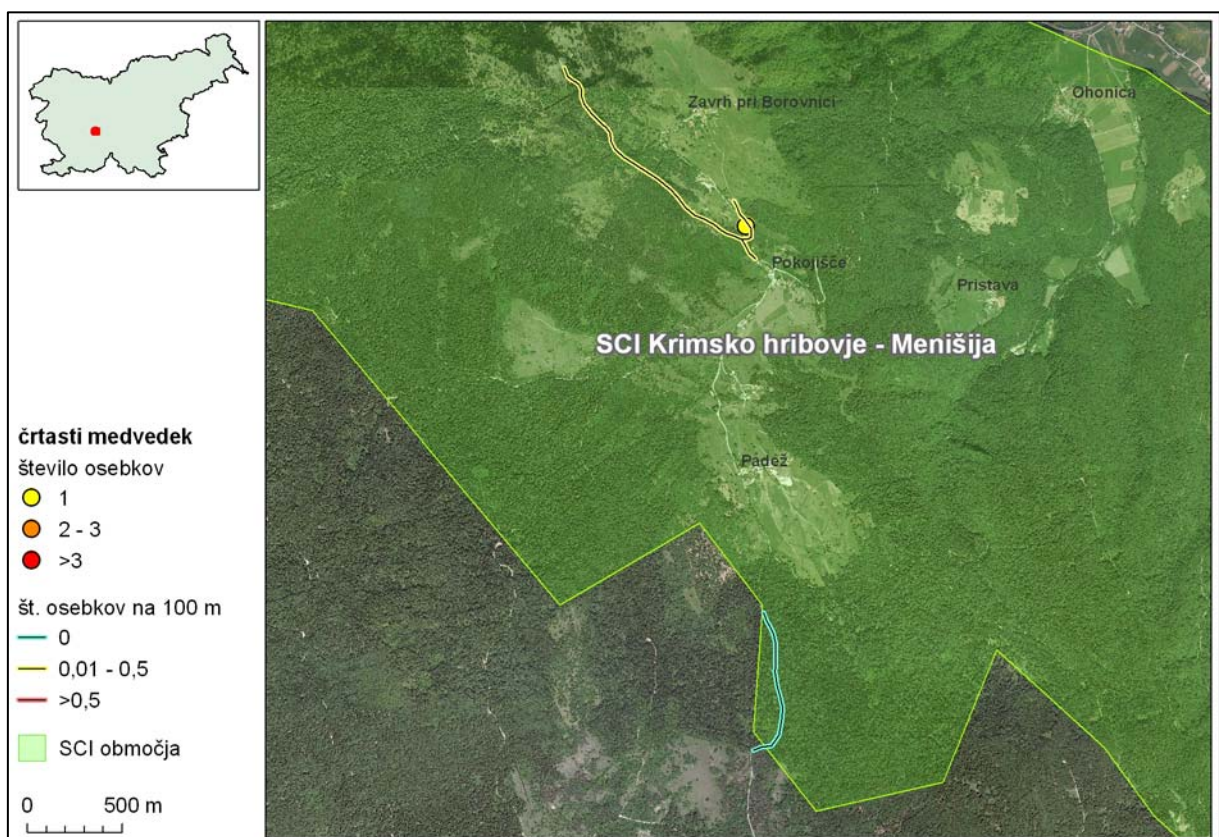 Zavrh pri Borovnici
Ohonica
Pokojišče
Pristava
SCI Krimsko hribovje - Menišija
Padež
črtasti medvedek
število osebkov
1
2 - 3
>3
št. osebkov na 100 m
0
0,01 - 0,5
>0,5
SCI območja
0 500 m